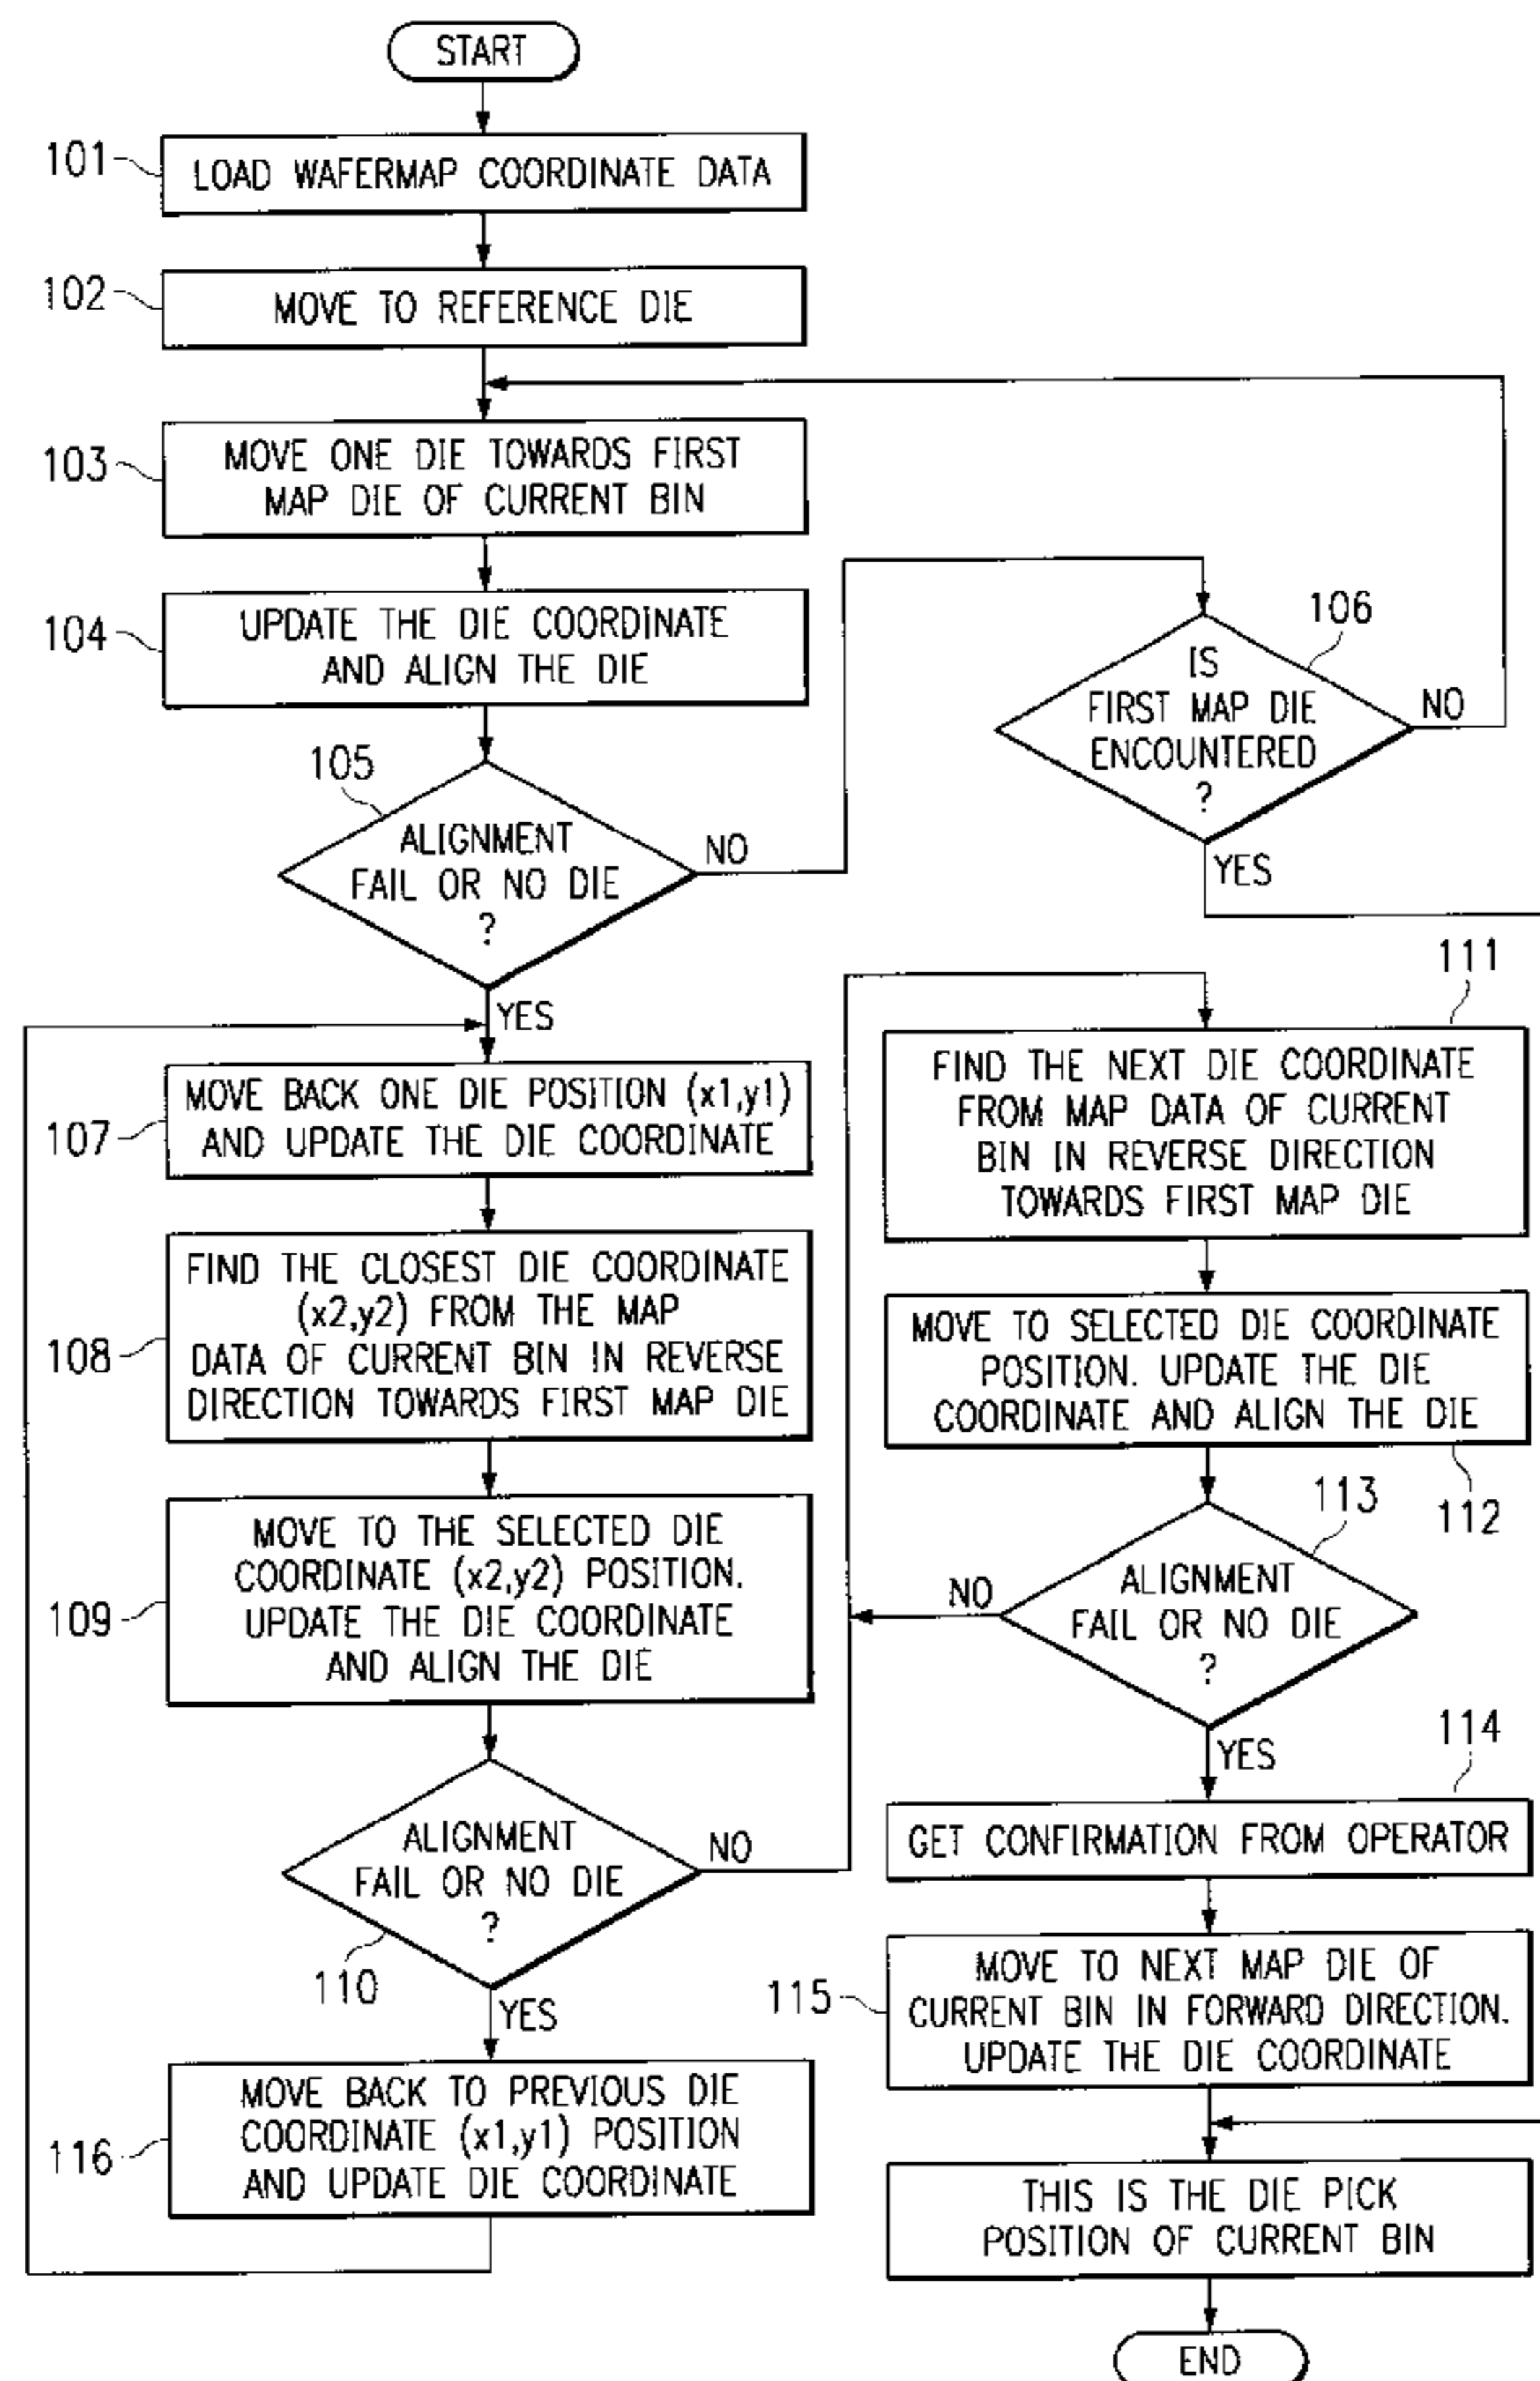 START
101
LOAD WAFERMAP COORDINATE DATA
102
MOVE TO REFERENCE DIE
103
MOVE ONE DIE TOWARDS FIRST
MAP DIE OF CURRENT BIN
104
UPDATE THE DIE COORDINATE
AND ALIGN THE DIE
105
ALIGNMENT
FAIL OR NO DIE
?
NO
YES
106
IS
FIRST MAP DIE
ENCOUNTERED
?
NO
YES
107
MOVE BACK ONE DIE POSITION (x1,y1)
AND UPDATE THE DIE COORDINATE
108
FIND THE CLOSEST DIE COORDINATE
(x2,y2) FROM THE MAP
DATA OF CURRENT BIN IN REVERSE
DIRECTION TOWARDS FIRST MAP DIE
109
MOVE TO THE SELECTED DIE
COORDINATE (x2,y2) POSITION.
UPDATE THE DIE COORDINATE
AND ALIGN THE DIE
ALIGNMENT
FAIL OR NO DIE
?
NO
110
YES
116
MOVE BACK TO PREVIOUS DIE
COORDINATE (x1,y1) POSITION
AND UPDATE DIE COORDINATE
111
FIND THE NEXT DIE COORDINATE
FROM MAP DATA OF CURRENT
BIN IN REVERSE DIRECTION
TOWARDS FIRST MAP DIE
MOVE TO SELECTED DIE COORDINATE
POSITION. UPDATE THE DIE
COORDINATE AND ALIGN THE DIE
112
113
ALIGNMENT
FAIL OR NO DIE
?
NO
YES
114
GET CONFIRMATION FROM OPERATOR
115
MOVE TO NEXT MAP DIE OF
CURRENT BIN IN FORWARD DIRECTION.
UPDATE THE DIE COORDINATE
THIS IS THE DIE PICK
POSITION OF CURRENT BIN
END